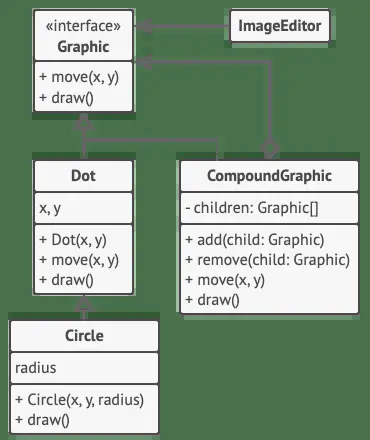 «interface»
Graphic
+ move(x, y)
+ draw()
ImageEditor
Dot
x, y
+ Dot(x, y)
+ move(x, y)
+ draw()
CompoundGraphic
- children: Graphic[]
+ add(child: Graphic)
+ remove(child: Graphic)
+ move(x, y)
+ draw()
Circle
radius
+ Circle(x, y, radius)
+ draw()